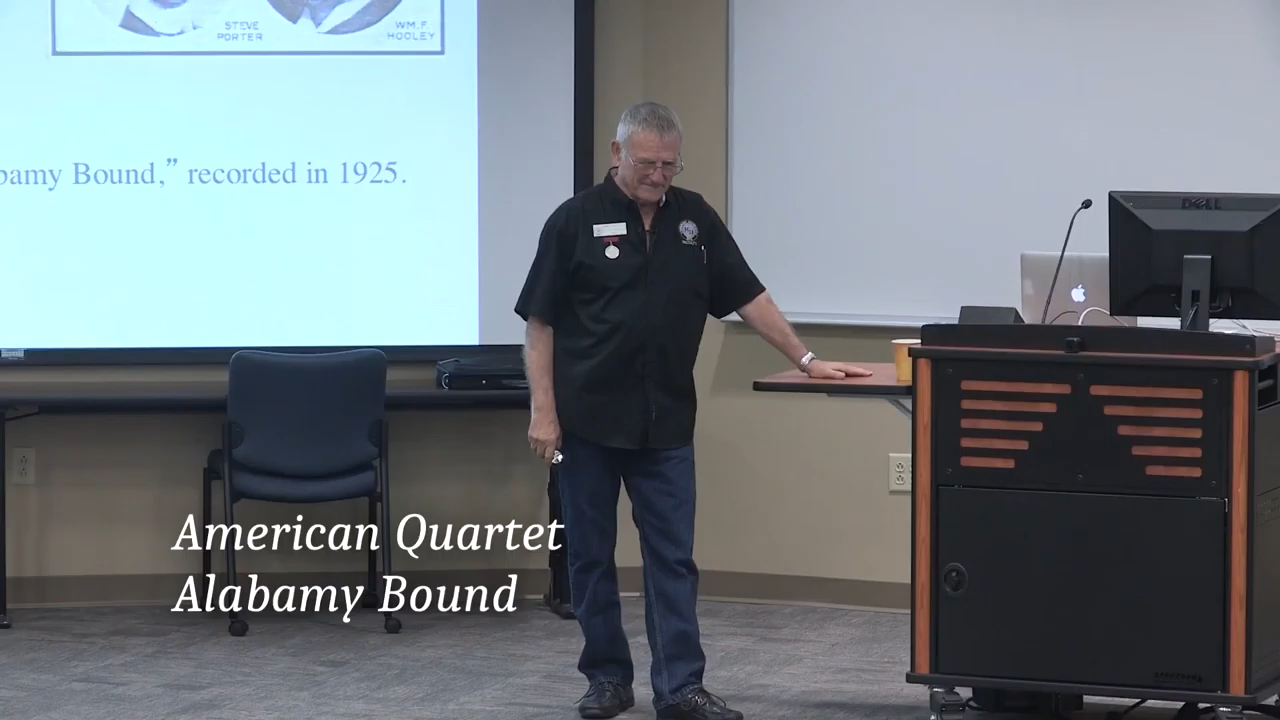 STEVE
PORTER
WM. F.
HOOLEY
bamy Bound,” recorded in 1925.
DELL
American Quartet
Alabamy Bound